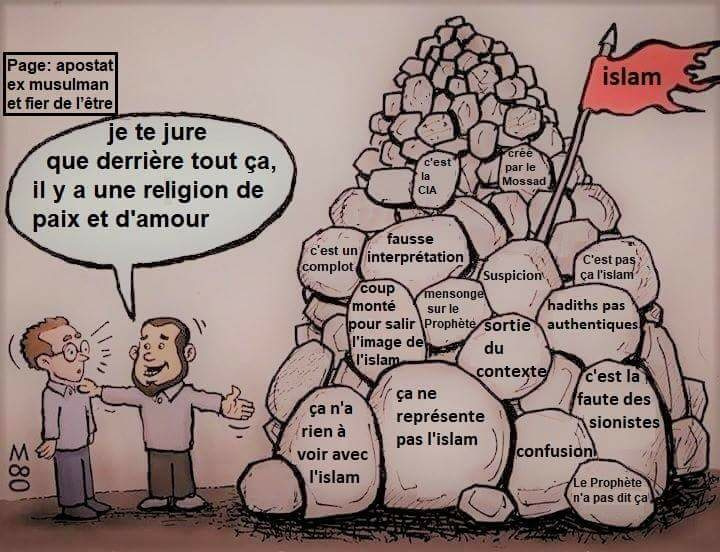 Page: apostat
ex musulman
et fier de l'être
je te jure
que derrière tout ça,
il y a une religion de
paix et d'amour
islam
c'est
la
CIA
créé
par le
Mossad
c'est un
complot
fausse
interprétation
Suspicion
C'est pas
ça l'islam
coup
monté
pour salir
l'image de
l'islam
mensonge
sur le
Prophète
sortie
du
contexte
hadiths pas
authentiques
ça n'a
rien à
voir avec
l'islam
ça ne
représente
pas l'islam
confusion
c'est la
faute des
sionistes
Le Prophète
n'a pas dit ça
M80